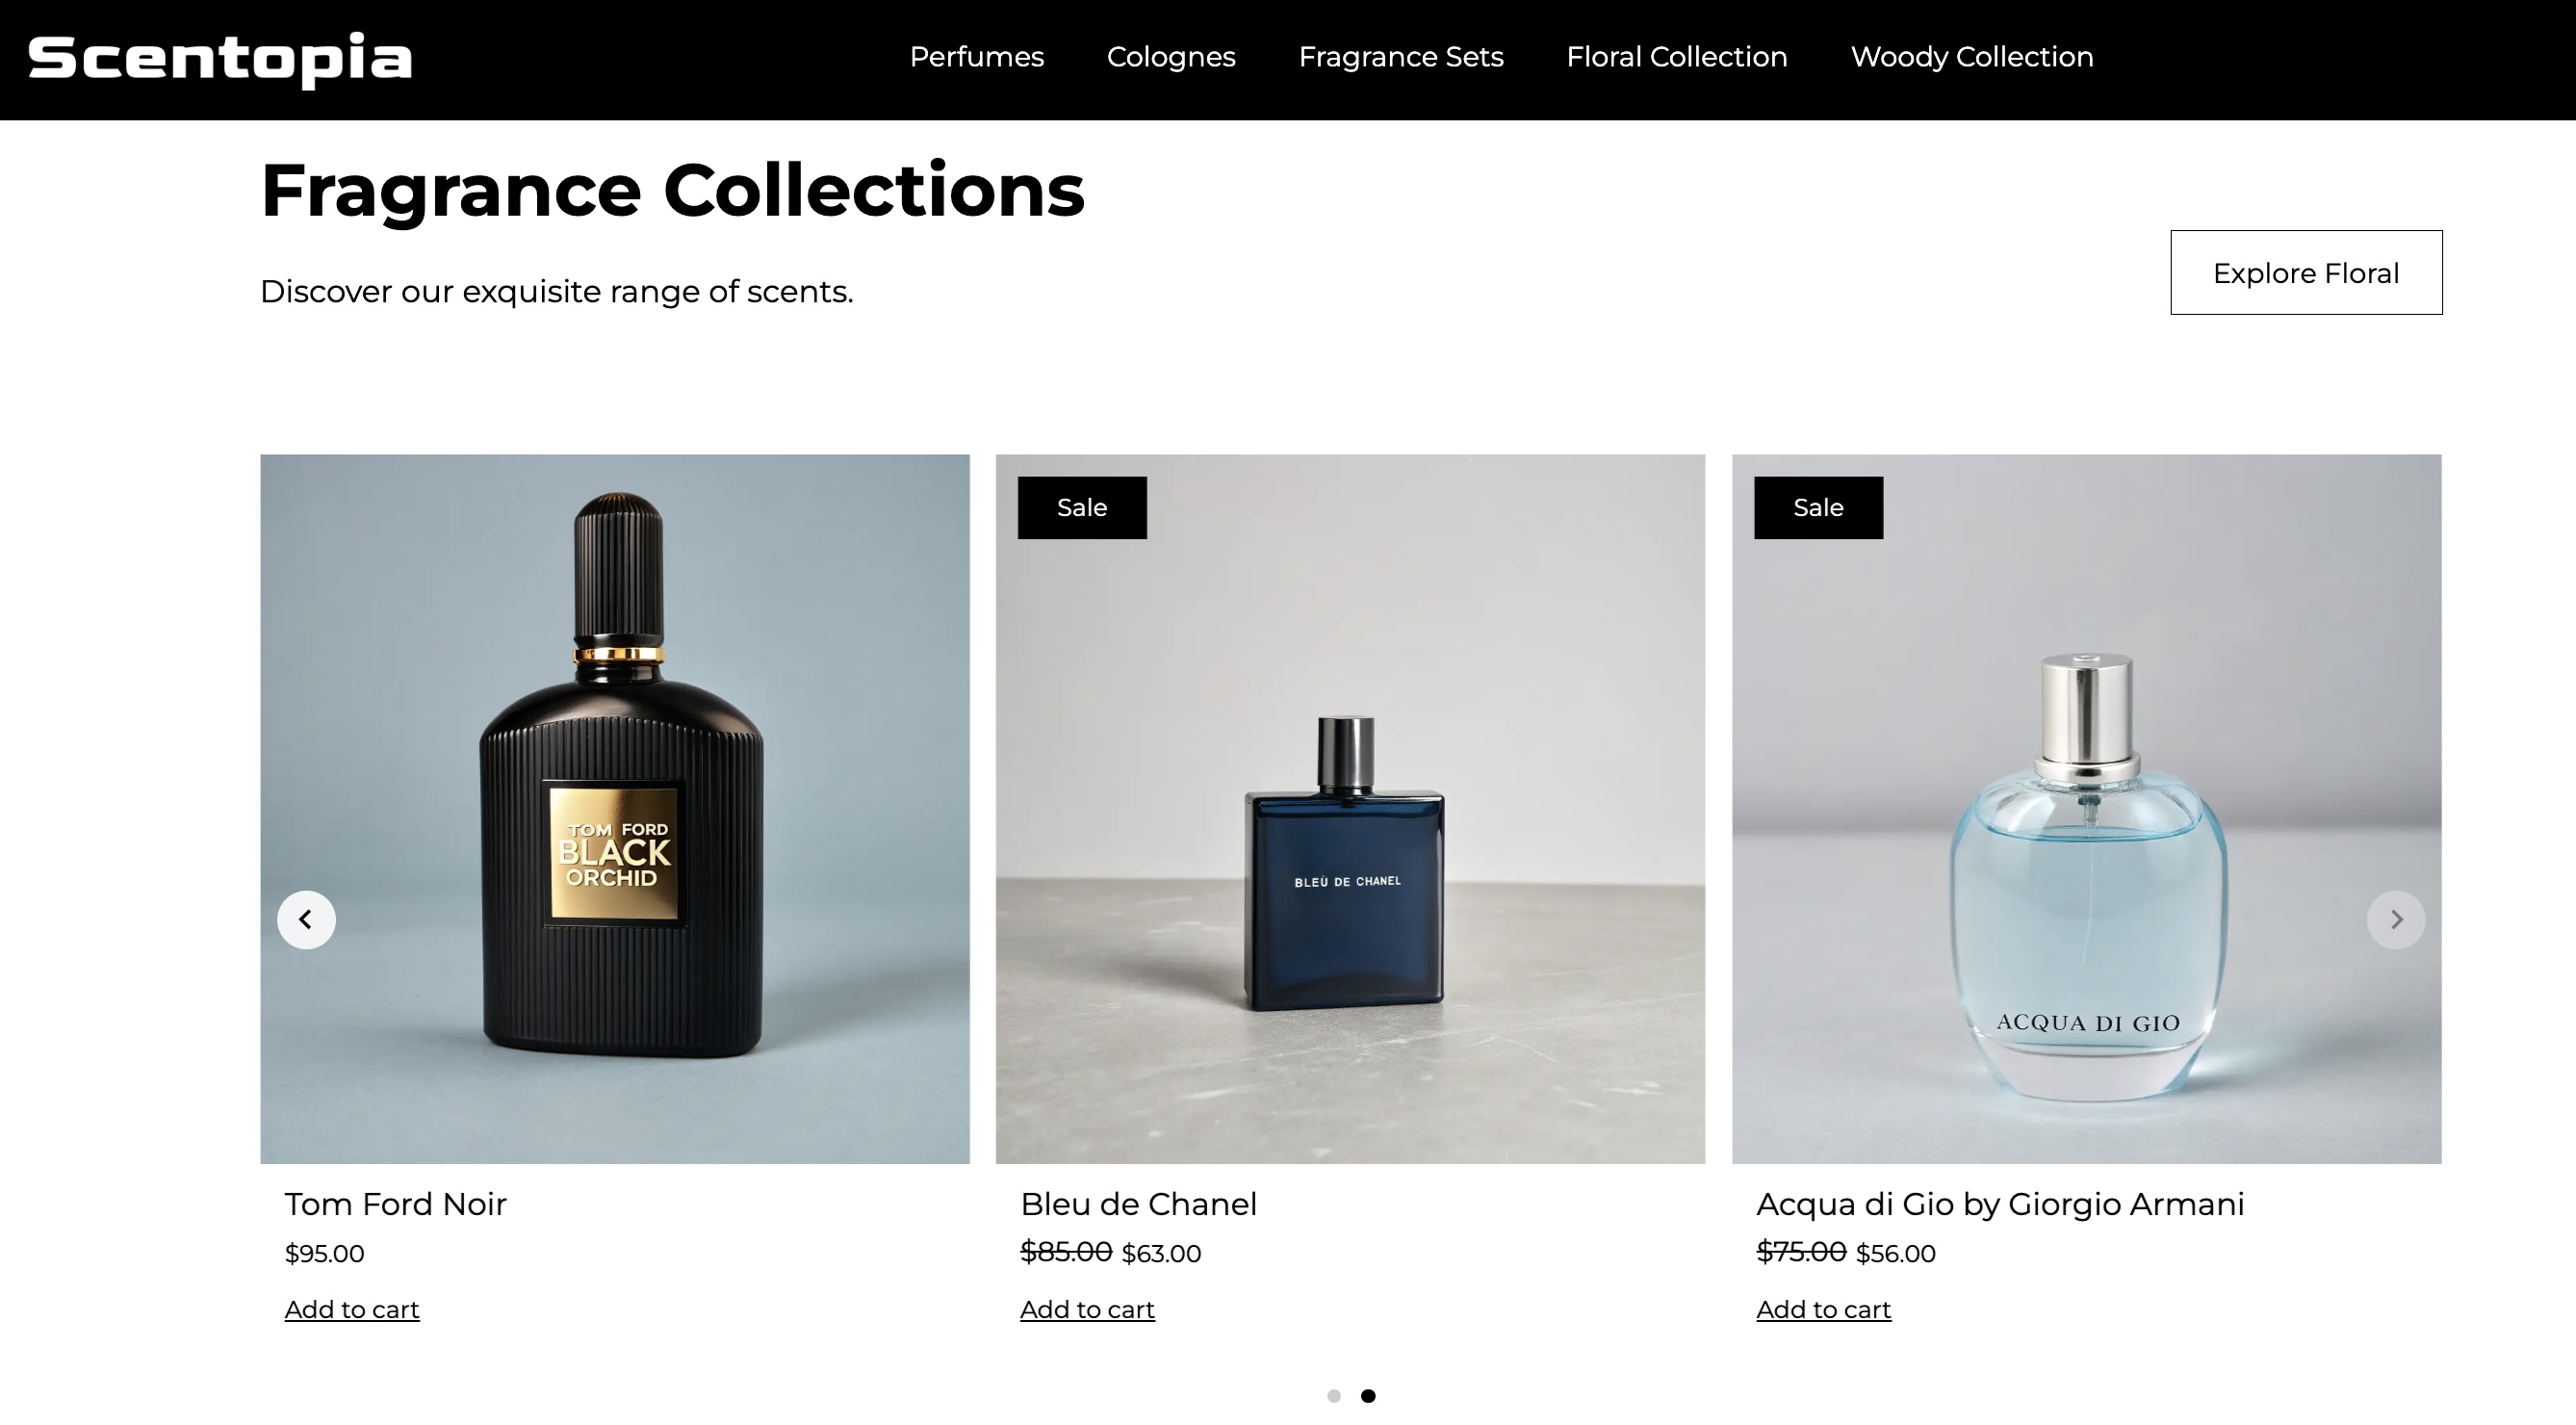 Scentopia
Perfumes Colognes Fragrance Sets Floral Collection Woody Collection
Fragrance Collections
Discover our exquisite range of scents.
Explore Floral
TOM FORD
BLACK
ORCHID
Sale
BLEÙ DE CHANEL
Sale
ACQUA DI GIO
Tom Ford Noir
$95.00
Add to cart
Bleu de Chanel
$85.00 $63.00
Add to cart
Acqua di Gio by Giorgio Armani
$75.00 $56.00
Add to cart